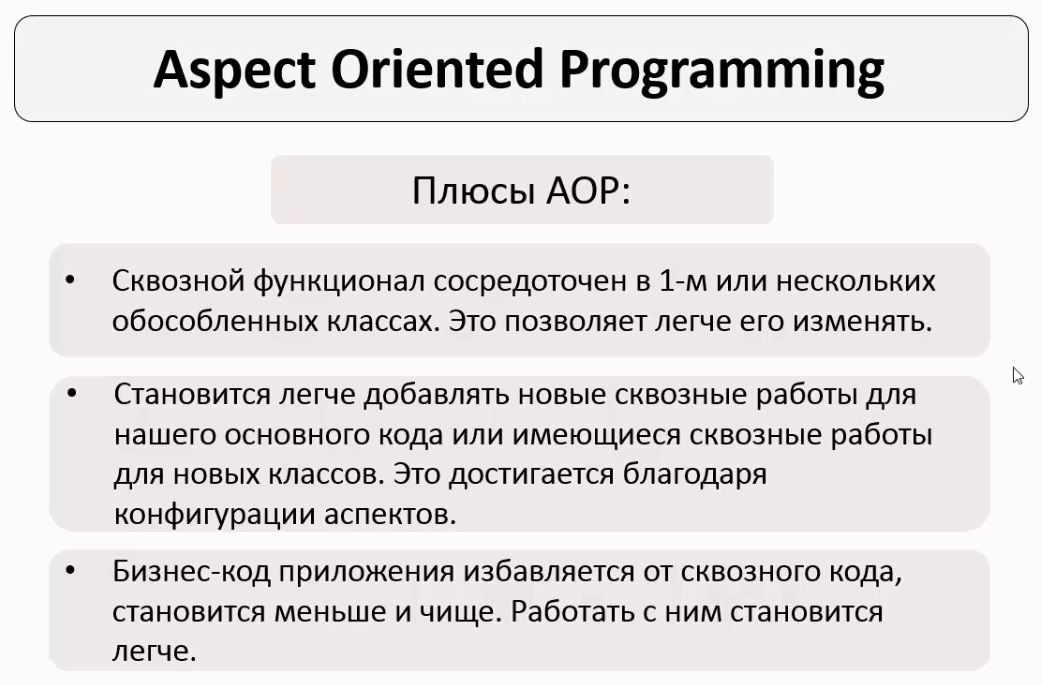 Aspect Oriented Programming
Плюсы AOP:
• Сквозной функционал сосредоточен в 1-м или нескольких
обособленных классах. Это позволяет легче его изменять.
• Становится легче добавлять новые сквозные работы для
нашего основного кода или имеющиеся сквозные работы
для новых классов. Это достигается благодаря
конфигурации аспектов.
• Бизнес-код приложения избавляется от сквозного кода,
становится меньше и чище. Работать с ним становится
легче.